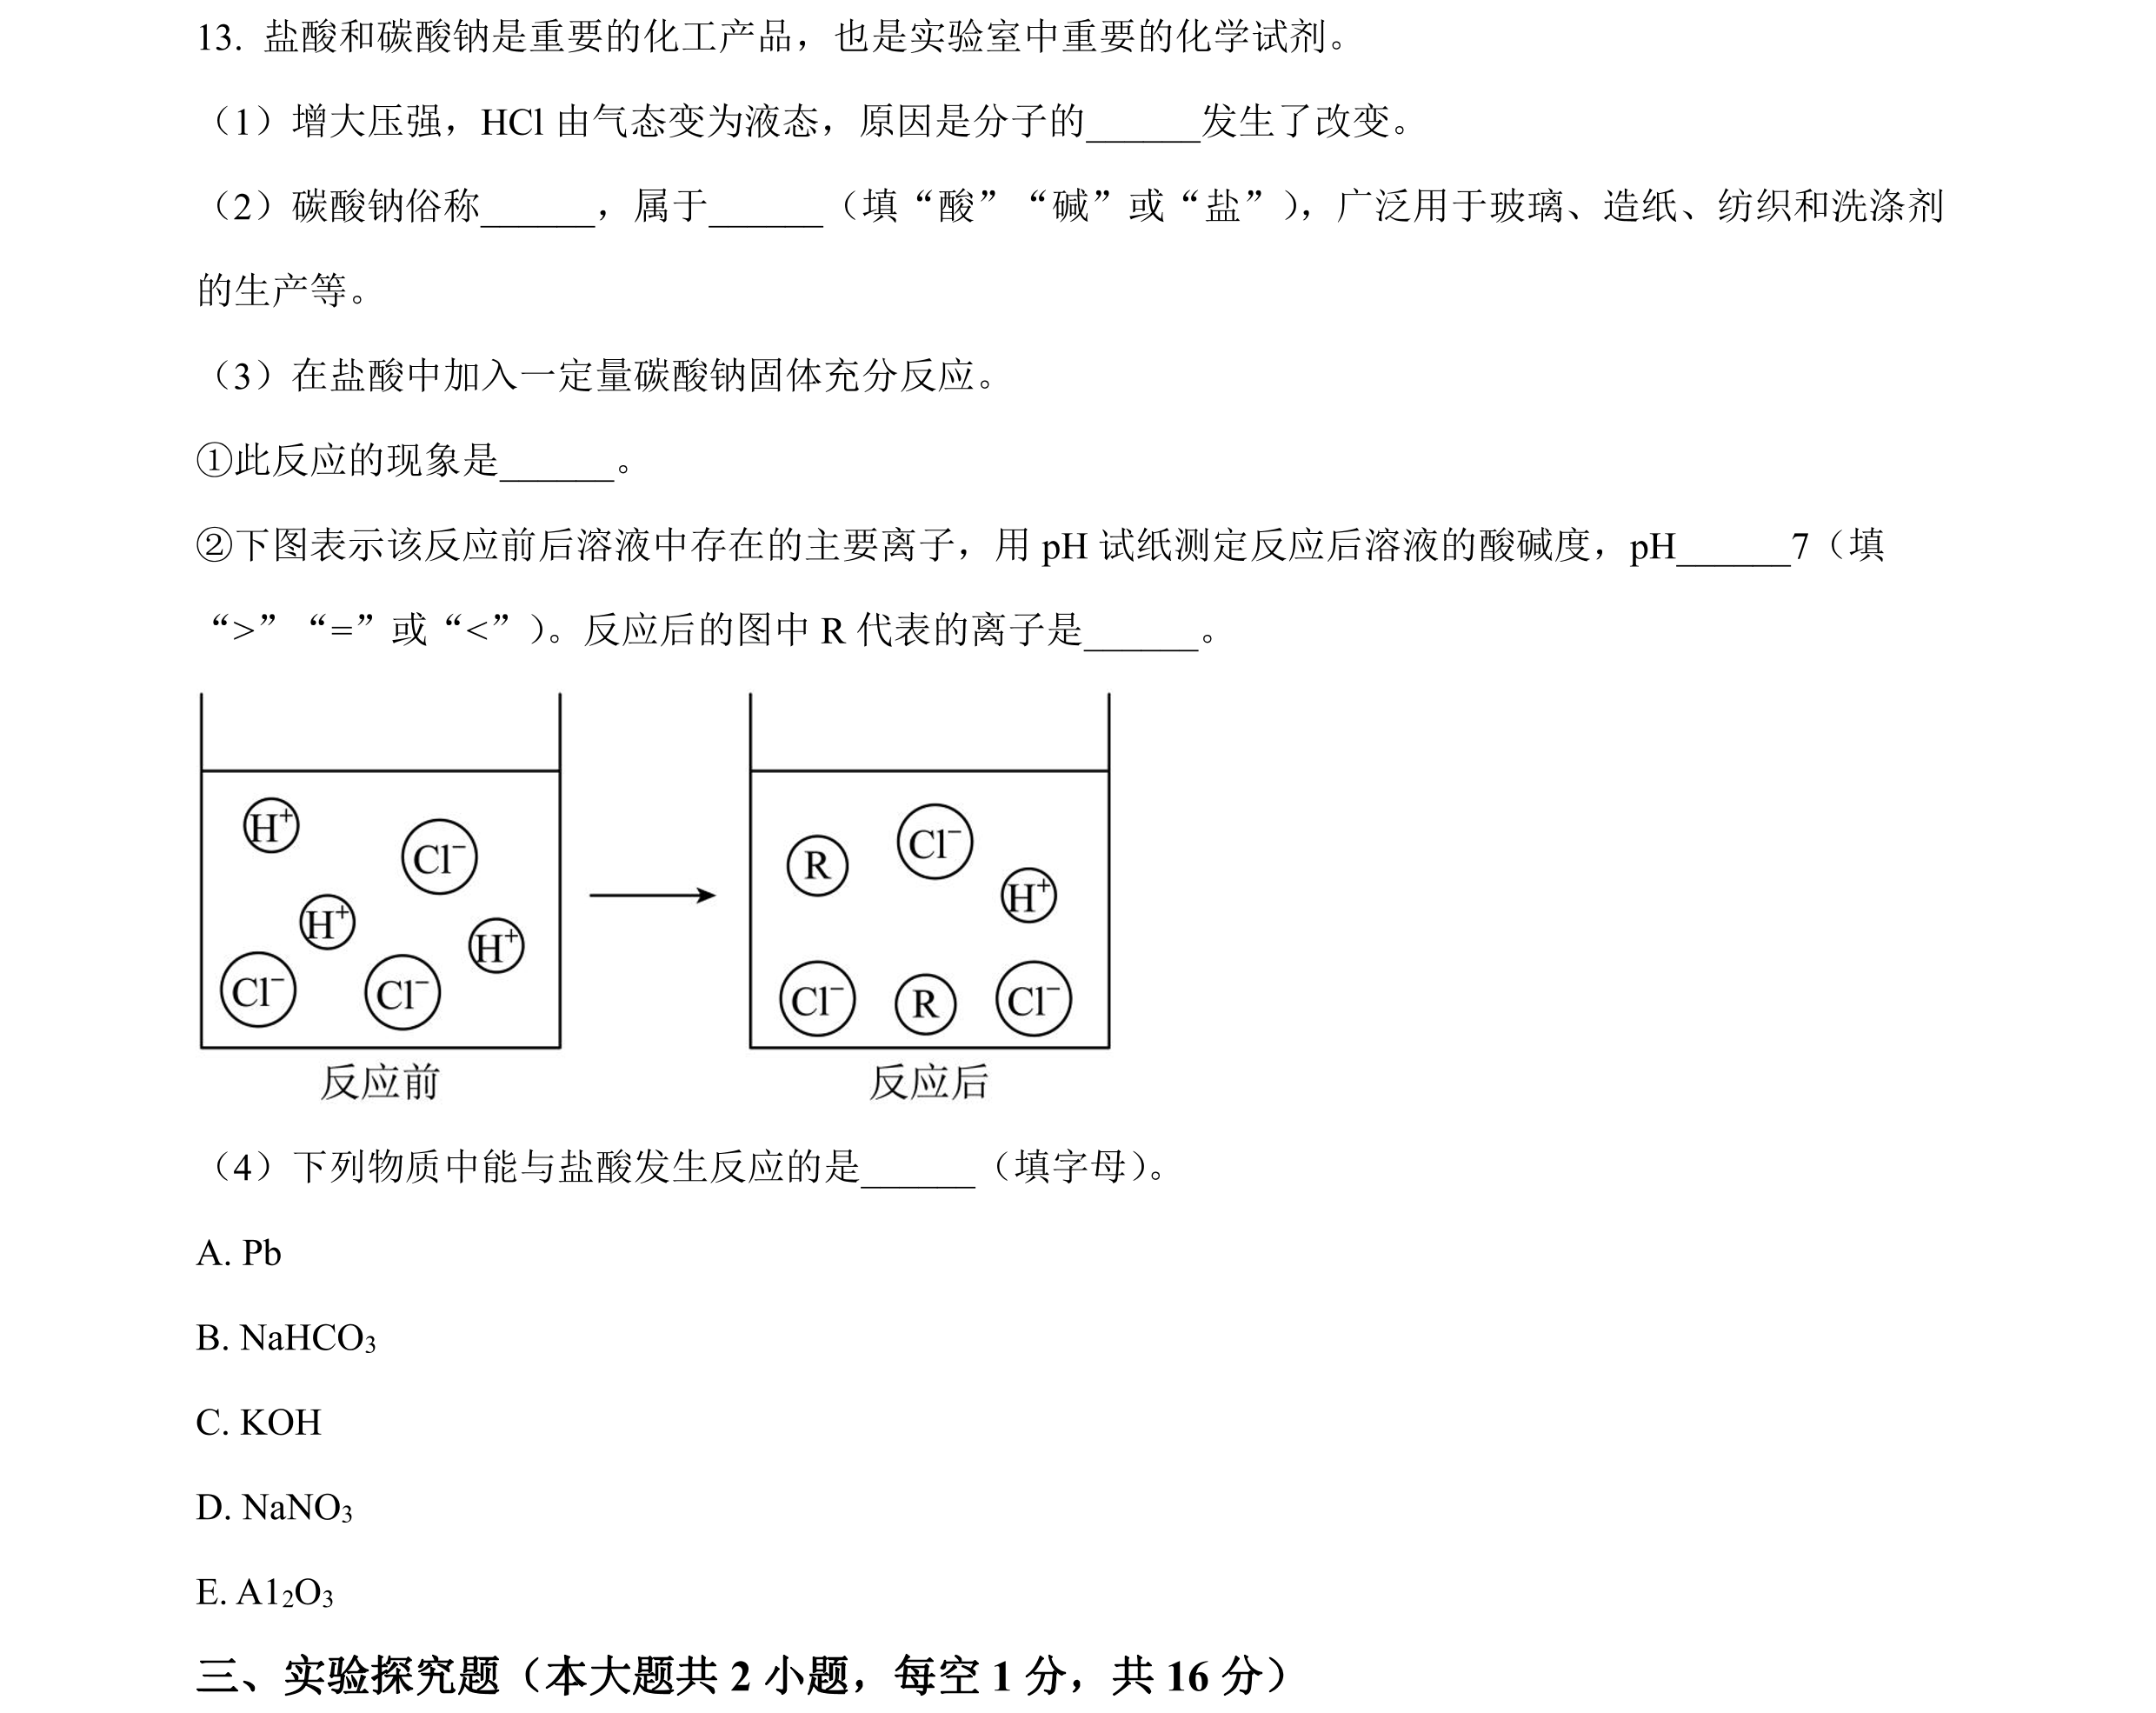 13. 盐酸和碳酸钠是重要的化工产品，也是实验室中重要的化学试剂。
（1）增大压强，HCl 由气态变为液态，原因是分子的______发生了改变。
（2）碳酸钠俗称______，属于______（填“酸”“碱”或“盐”），广泛用于玻璃、造纸、纺织和洗涤剂
的生产等。
（3）在盐酸中加入一定量碳酸钠固体充分反应。
①此反应的现象是______。
②下图表示该反应前后溶液中存在的主要离子，用 pH 试纸测定反应后溶液的酸碱度，pH______7（填
“>”“=”或“<”）。反应后的图中 R 代表的离子是______。
H⁺ Cl⁻
H⁺ H⁺
Cl⁻ Cl⁻
反应前
R Cl⁻ H⁺
Cl⁻ R Cl⁻
反应后
（4）下列物质中能与盐酸发生反应的是______（填字母）。
A. Pb
B. NaHCO₃
C. KOH
D. NaNO₃
E. A1₂O₃
三、实验探究题（本大题共 2 小题，每空 1 分，共 16 分）